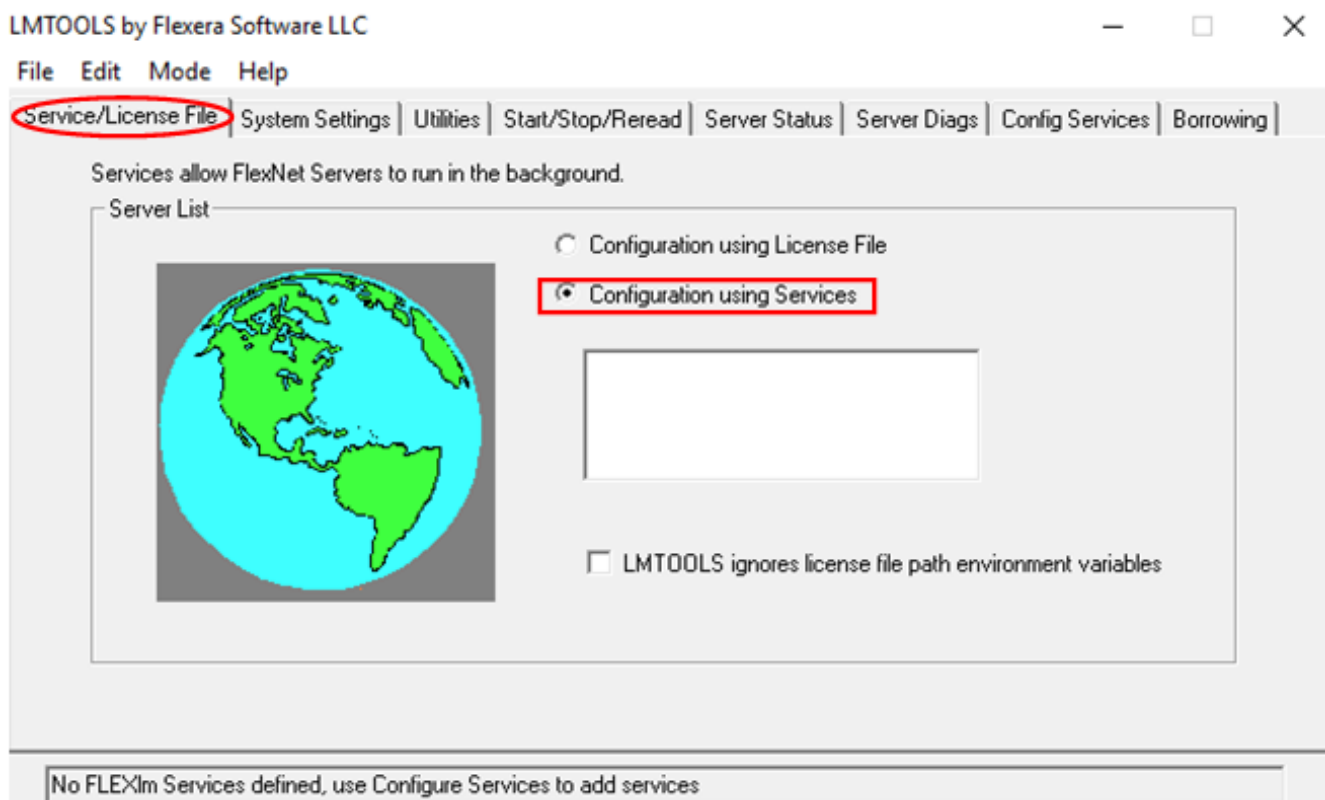 LMTOOLS by Flexera Software LLC
File Edit Mode Help
Service/License File System Settings Utilities Start/Stop/Reread Server Status Server Diags Config Services Borrowing
Services allow FlexNet Servers to run in the background.
Server List
Configuration using License File
Configuration using Services
LMTOOLS ignores license file path environment variables
No FLEXlm Services defined, use Configure Services to add services